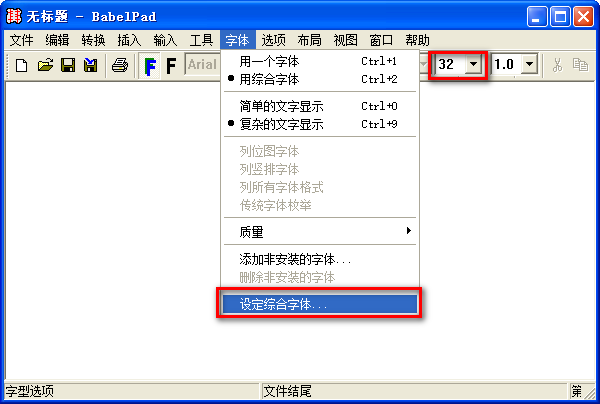 无标题 - BabelPad
文件 编辑 转换 插入 输入 工具 字体 选项 布局 视图 窗口 帮助
F F Arial 32 1.0
用一个字体 Ctrl+1
用综合字体 Ctrl+2
简单的文字显示 Ctrl+0
复杂的文字显示 Ctrl+9
列位图字体
列竖排字体
列所有字体格式
传统字体枚举
质量
添加非安装的字体...
删除非安装的字体
设定综合字体...
字型选项 文件结尾 第